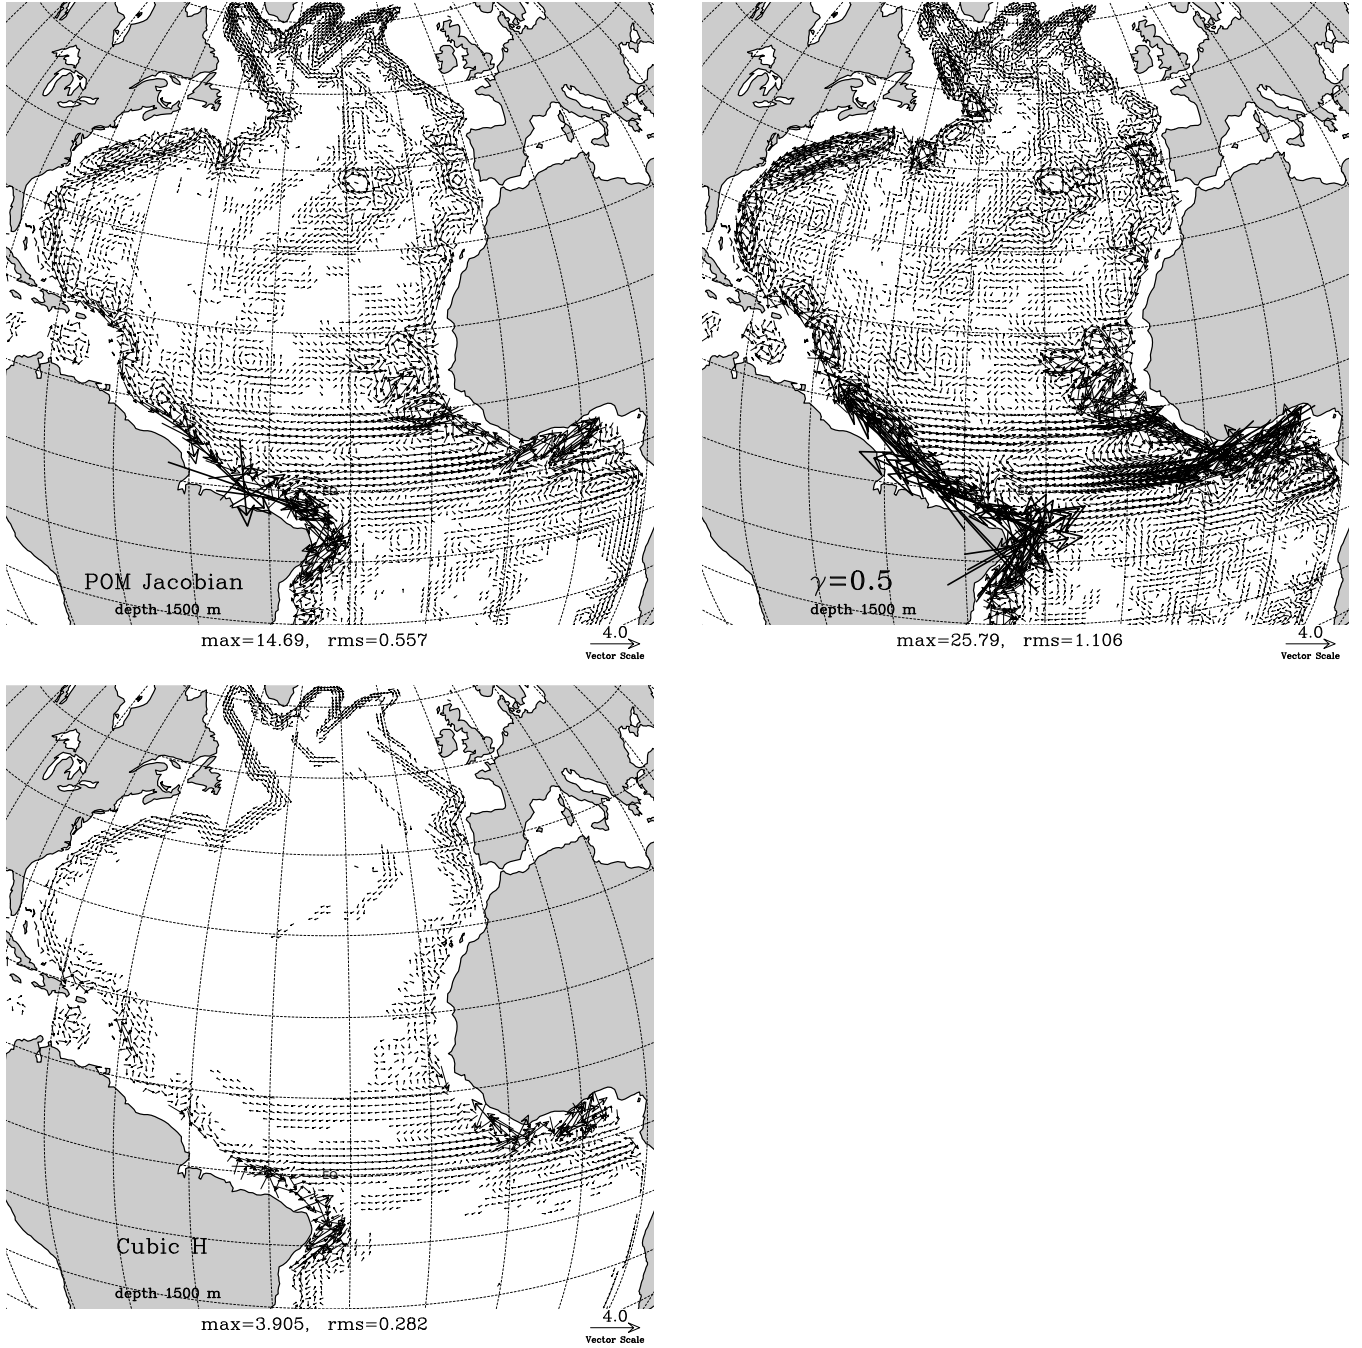 POM Jacobian
depth 1500 m
max=14.69, rms=0.557
4.0
Vector Scale
γ=0.5
depth 1500 m
max=25.79, rms=1.106
4.0
Vector Scale
EQ
Cubic H
depth 1500 m
max=3.905, rms=0.282
4.0
Vector Scale